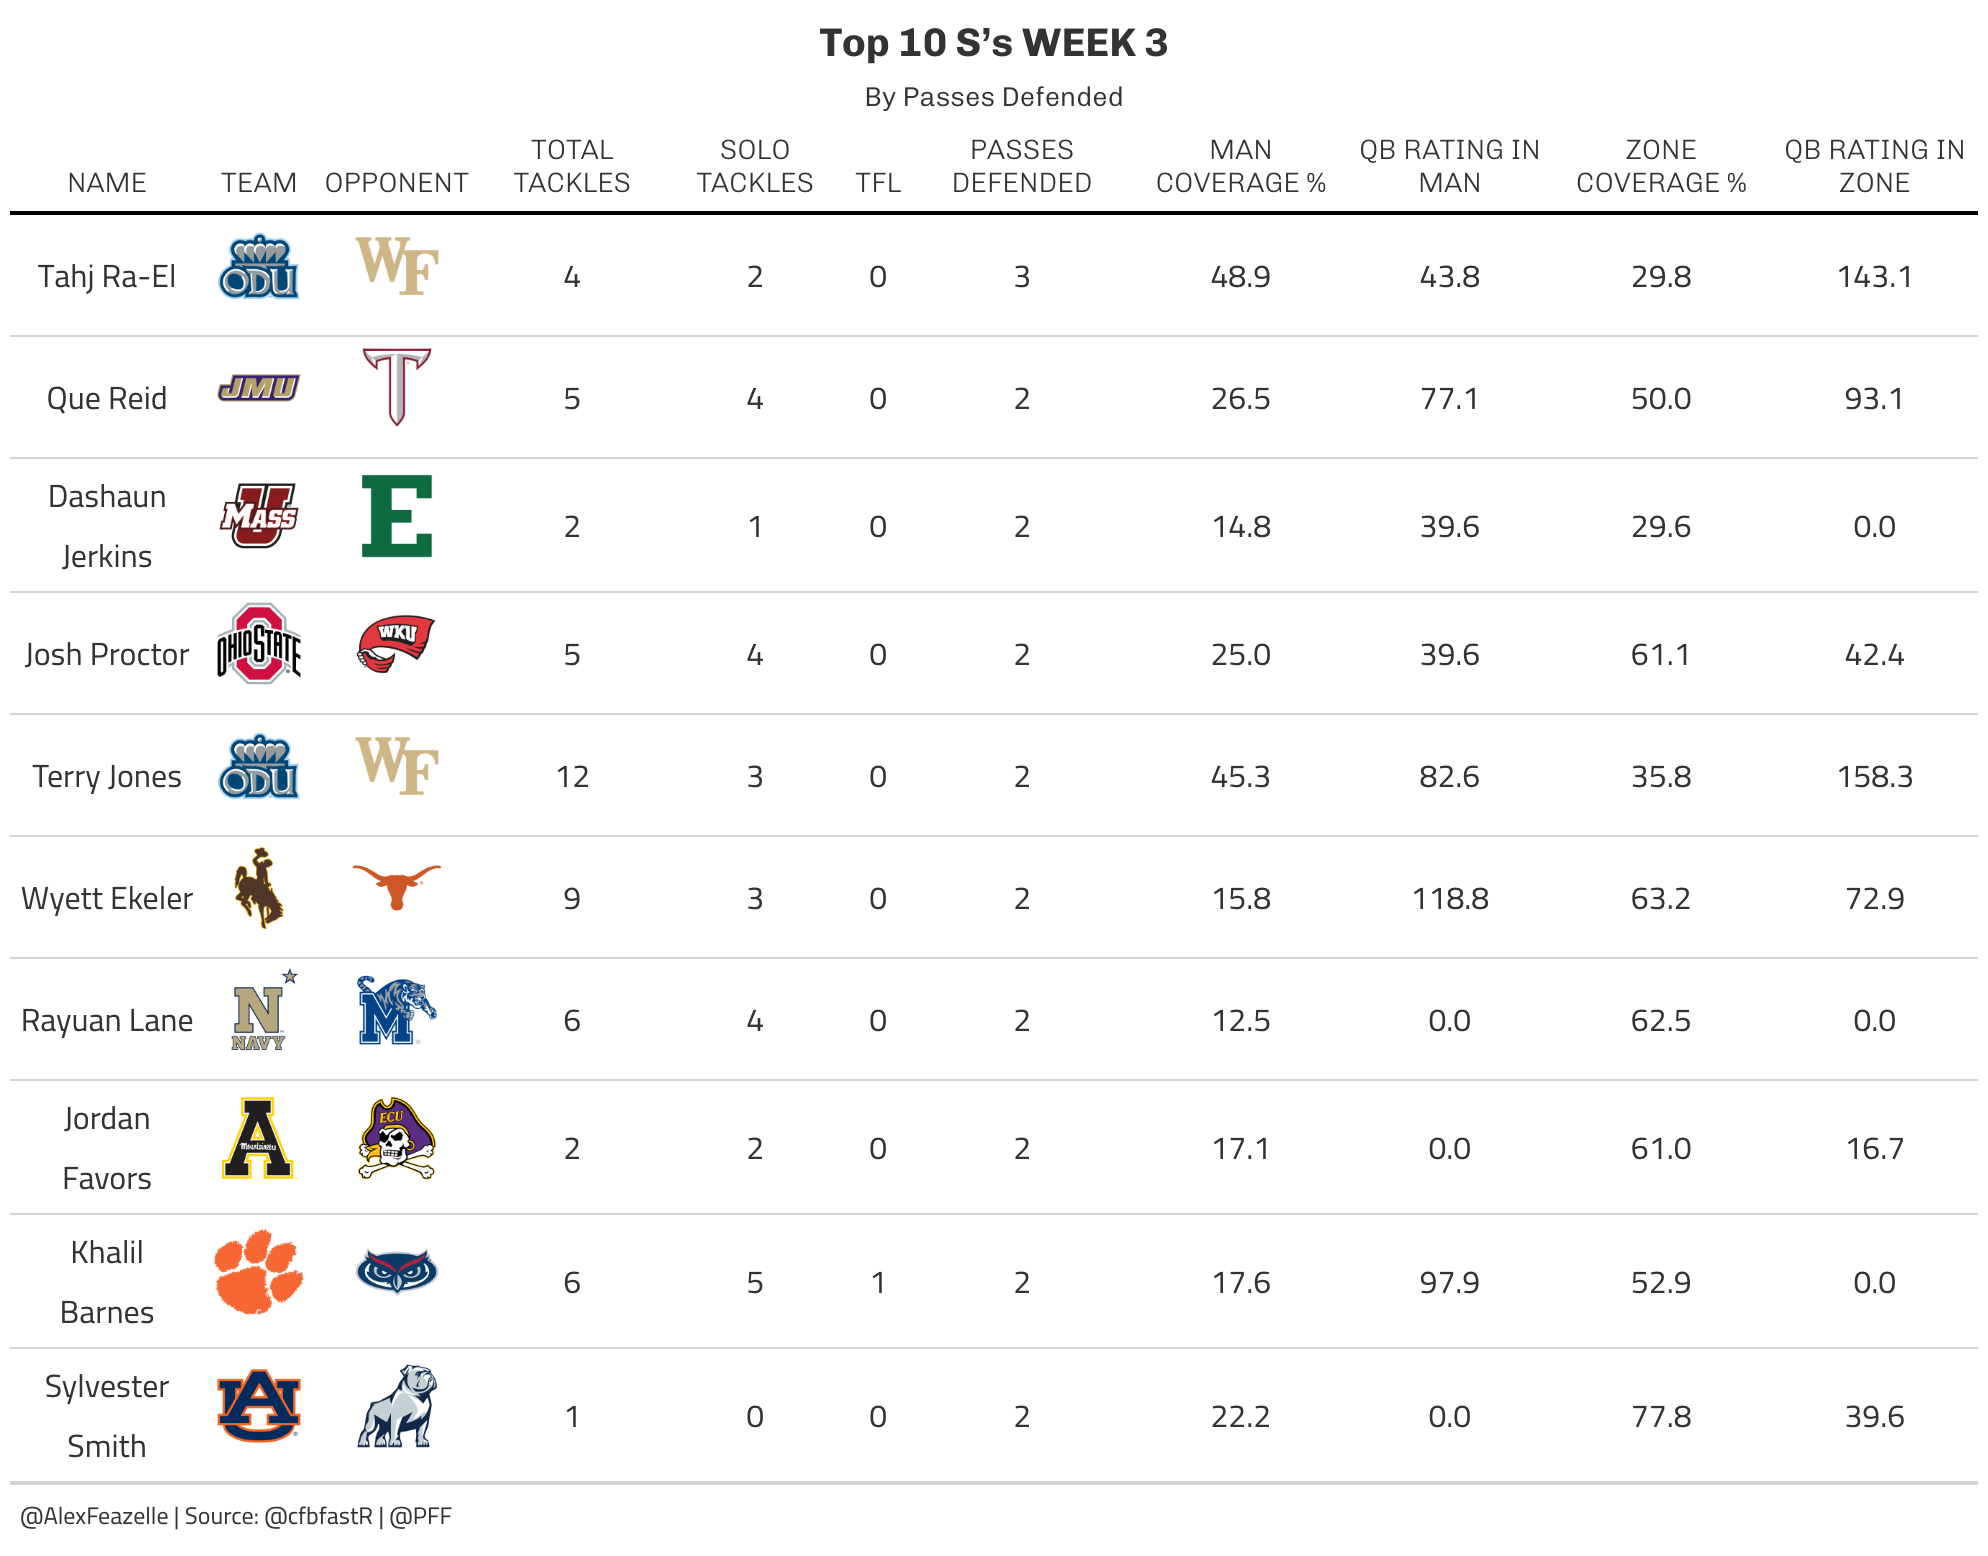 Top 10 S’s WEEK 3
By Passes Defended
NAME TEAM OPPONENT TOTAL TACKLES SOLO TACKLES TFL PASSES DEFENDED MAN COVERAGE % QB RATING IN MAN ZONE COVERAGE % QB RATING IN ZONE
Tahj Ra-El ODU WF 4 2 0 3 48.9 43.8 29.8 143.1
Que Reid JMU T 5 4 0 2 26.5 77.1 50.0 93.1
Dashaun Jerkins U MASS E 2 1 0 2 14.8 39.6 29.6 0.0
Josh Proctor OHIO STATE WKU 5 4 0 2 25.0 39.6 61.1 42.4
Terry Jones ODU WF 12 3 0 2 45.3 82.6 35.8 158.3
Wyett Ekeler 9 3 0 2 15.8 118.8 63.2 72.9
Rayuan Lane N NAVY M 6 4 0 2 12.5 0.0 62.5 0.0
Jordan Favors A Mountaineers ECU 2 2 0 2 17.1 0.0 61.0 16.7
Khalil Barnes 6 5 1 2 17.6 97.9 52.9 0.0
Sylvester Smith AU 1 0 0 2 22.2 0.0 77.8 39.6
@AlexFeazelle | Source: @cfbfastR | @PFF